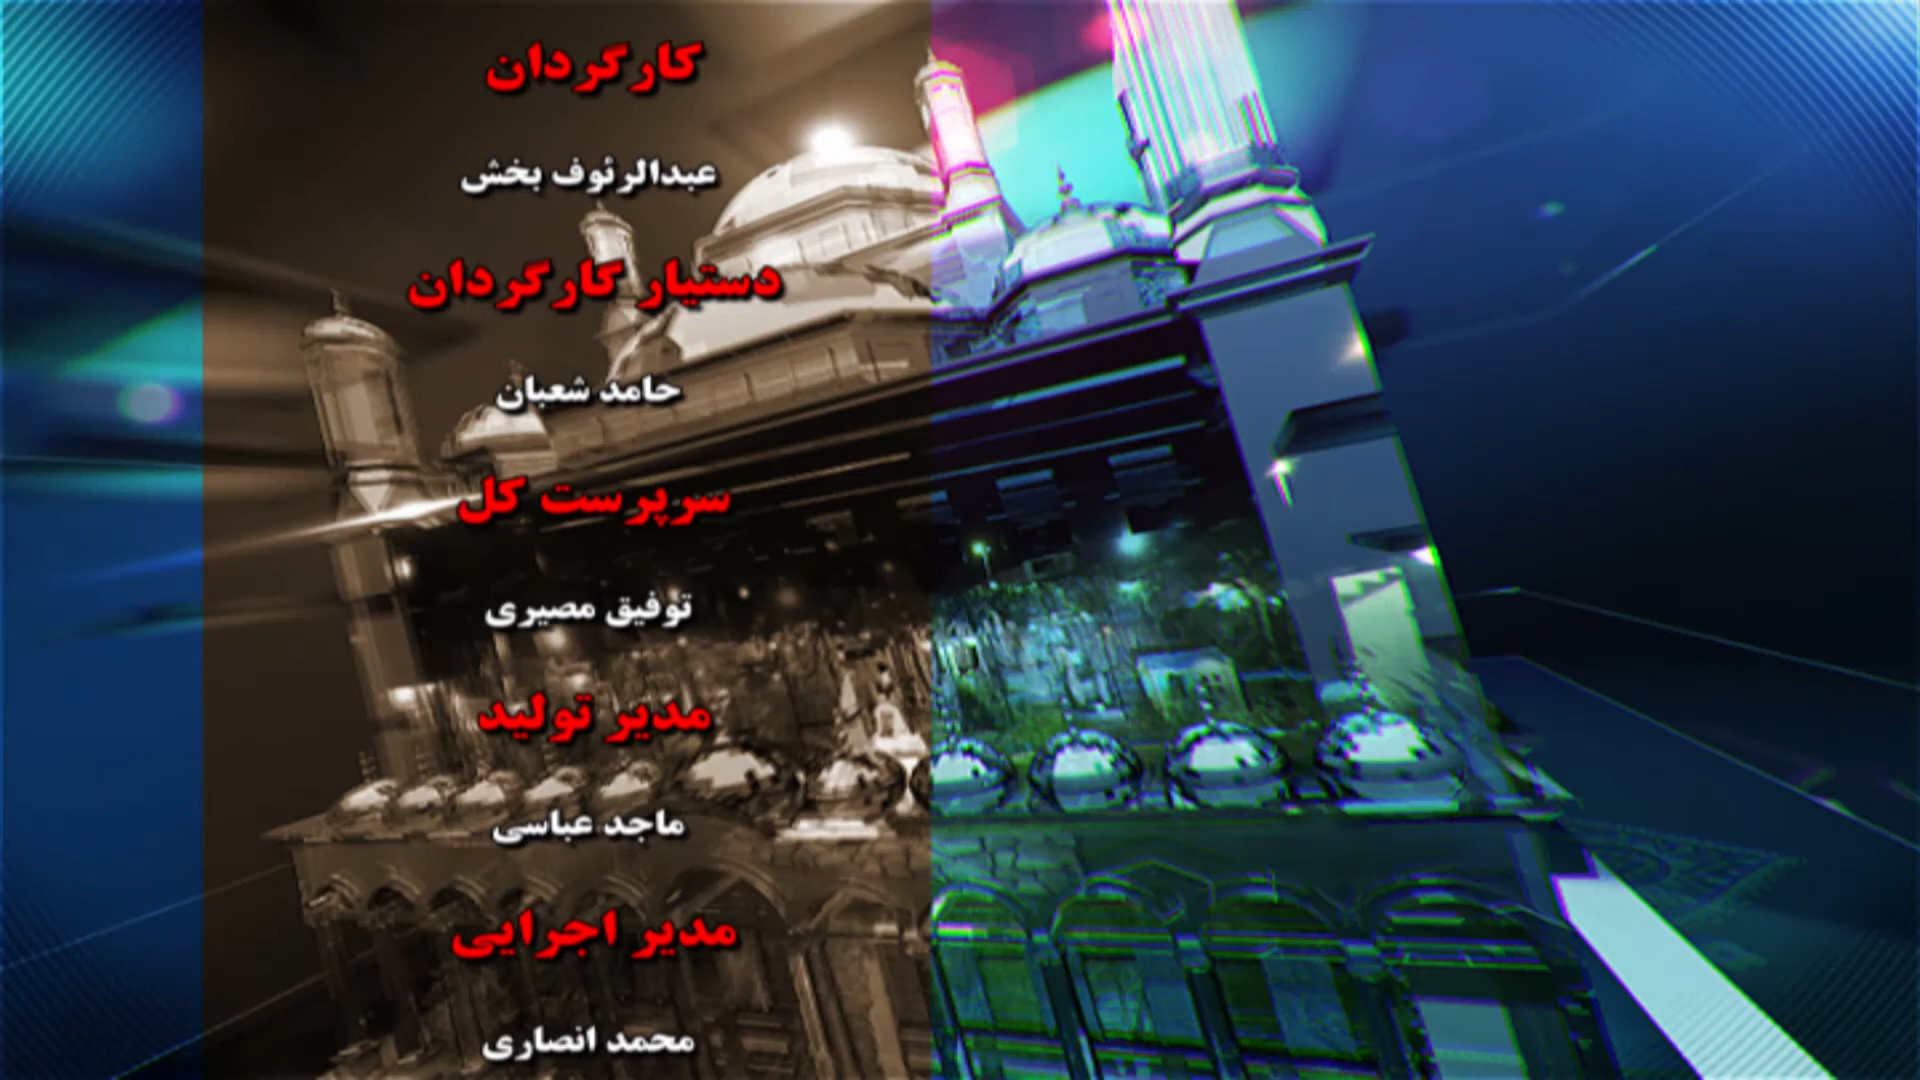 کارگردان
عبدالرئوف بخش
دستیار کارگردان
حامد شعبان
سرپرست کل
توفیق مصیری
مدیر تولید
ماجد عباسی
مدیر اجرایی
محمد انصاری